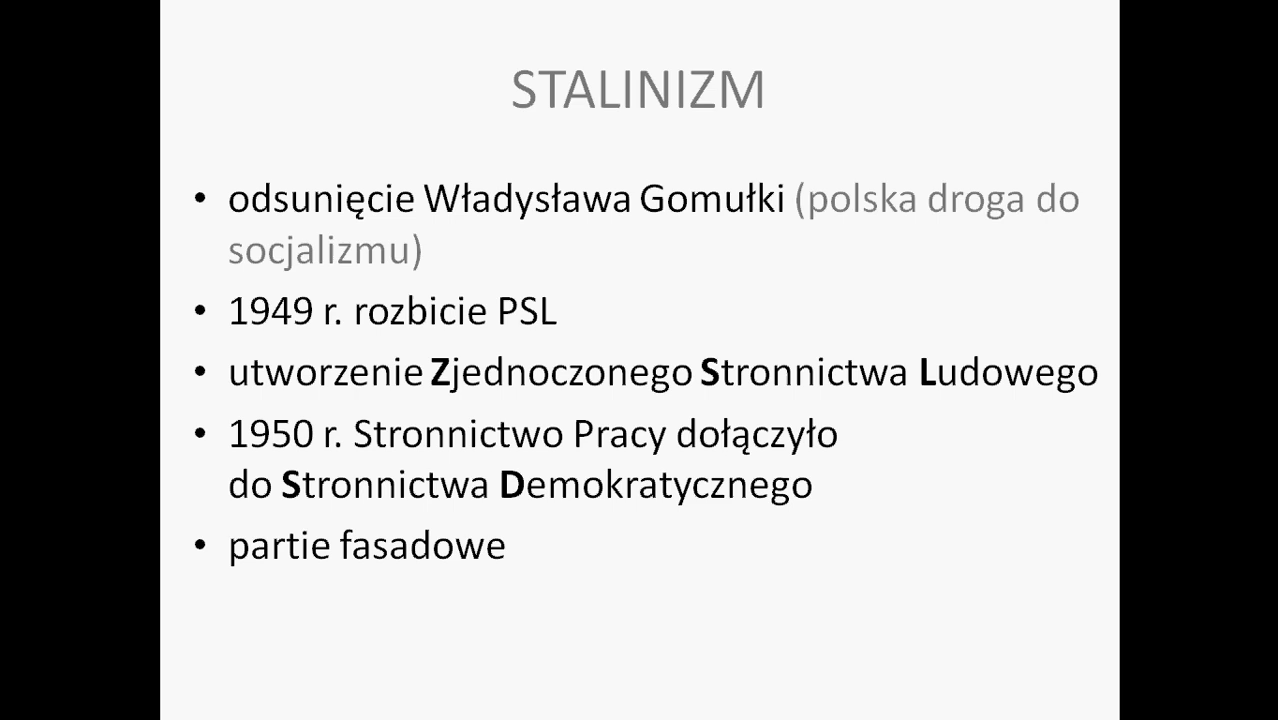 STALINIZM
• odsunięcie Władysława Gomułki (polska droga do
socjalizmu)
• 1949 r. rozbicie PSL
• utworzenie Zjednoczonego Stronnictwa Ludowego
• 1950 r. Stronnictwo Pracy dołączyło
do Stronnictwa Demokratycznego
• partie fasadowe